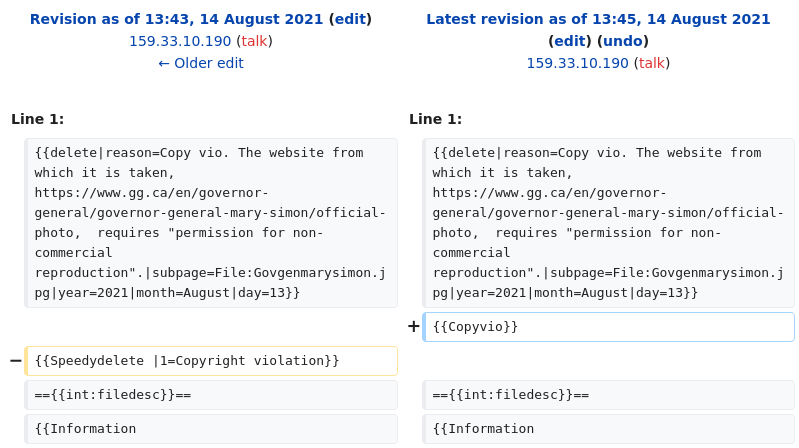 Revision as of 13:43, 14 August 2021 (edit)
159.33.10.190 (talk)
← Older edit
Latest revision as of 13:45, 14 August 2021
(edit) (undo)
159.33.10.190 (talk)
Line 1:
Line 1:
{{delete|reason=Copy vio. The website from
which it is taken,
https://www.gg.ca/en/governor-
general/governor-general-mary-simon/official-
photo,  requires "permission for non-
commercial
reproduction".|subpage=File:Govgenmarysimon.j
pg|year=2021|month=August|day=13}}
{{delete|reason=Copy vio. The website from
which it is taken,
https://www.gg.ca/en/governor-
general/governor-general-mary-simon/official-
photo,  requires "permission for non-
commercial
reproduction".|subpage=File:Govgenmarysimon.j
pg|year=2021|month=August|day=13}}
+ {{Copyvio}}
− {{Speedydelete |1=Copyright violation}}
=={{int:filedesc}}==
=={{int:filedesc}}==
{{Information
{{Information